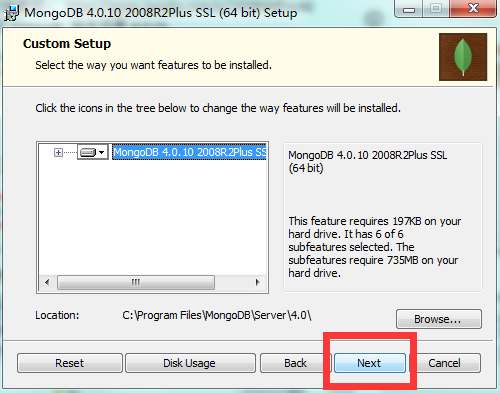 MongoDB 4.0.10 2008R2Plus SSL (64 bit) Setup
Custom Setup
Select the way you want features to be installed.
Click the icons in the tree below to change the way features will be installed.
MongoDB 4.0.10 2008R2Plus SS
MongoDB 4.0.10 2008R2Plus SSL
(64 bit)
This feature requires 197KB on your
hard drive. It has 6 of 6
subfeatures selected. The
subfeatures require 735MB on your
hard drive.
Location: C:\Program Files\MongoDB\Server\4.0\
Browse...
Reset Disk Usage Back Next Cancel